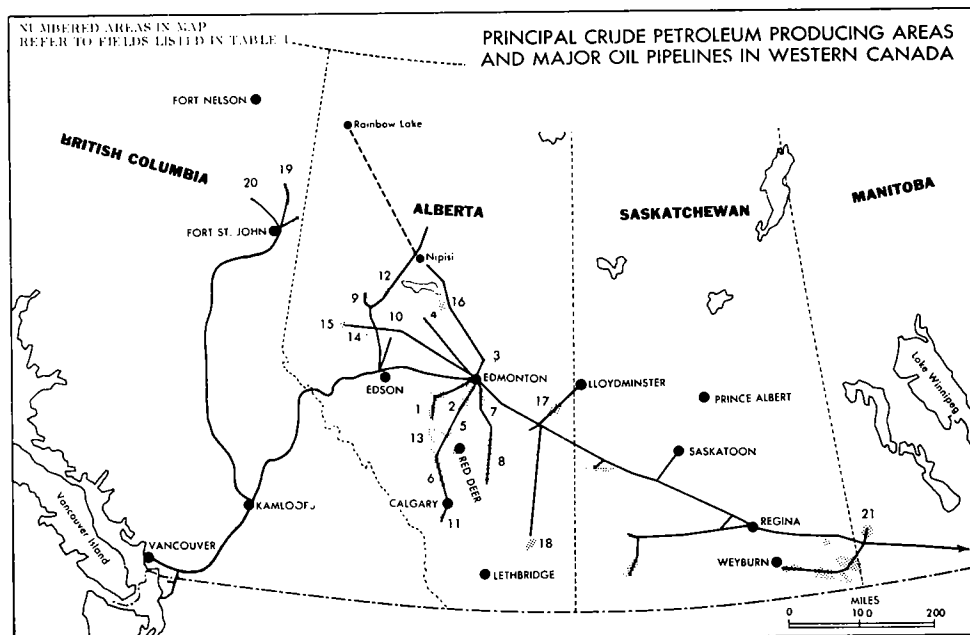 NUMBERED AREAS IN MAP
REFER TO FIELDS LISTED IN TABLE 1.
PRINCIPAL CRUDE PETROLEUM PRODUCING AREAS
AND MAJOR OIL PIPELINES IN WESTERN CANADA
FORT NELSON
Rainbow Lake
BRITISH COLUMBIA
19
20
ALBERTA
SASKATCHEWAN
MANITOBA
FORT ST. JOHN
Nipisi
12
9
16
4
10
15
14
3
EDSON
EDMONTON
LLOYDMINSTER
Lake Winnipeg
PRINCE ALBERT
1
2
7
17
13
5
RED DEER
8
SASKATOON
6
CALGARY
11
KAMLOOPS
REGINA
21
Vancouver Island
VANCOUVER
18
WEYBURN
LETHBRIDGE
MILES
0 100 200